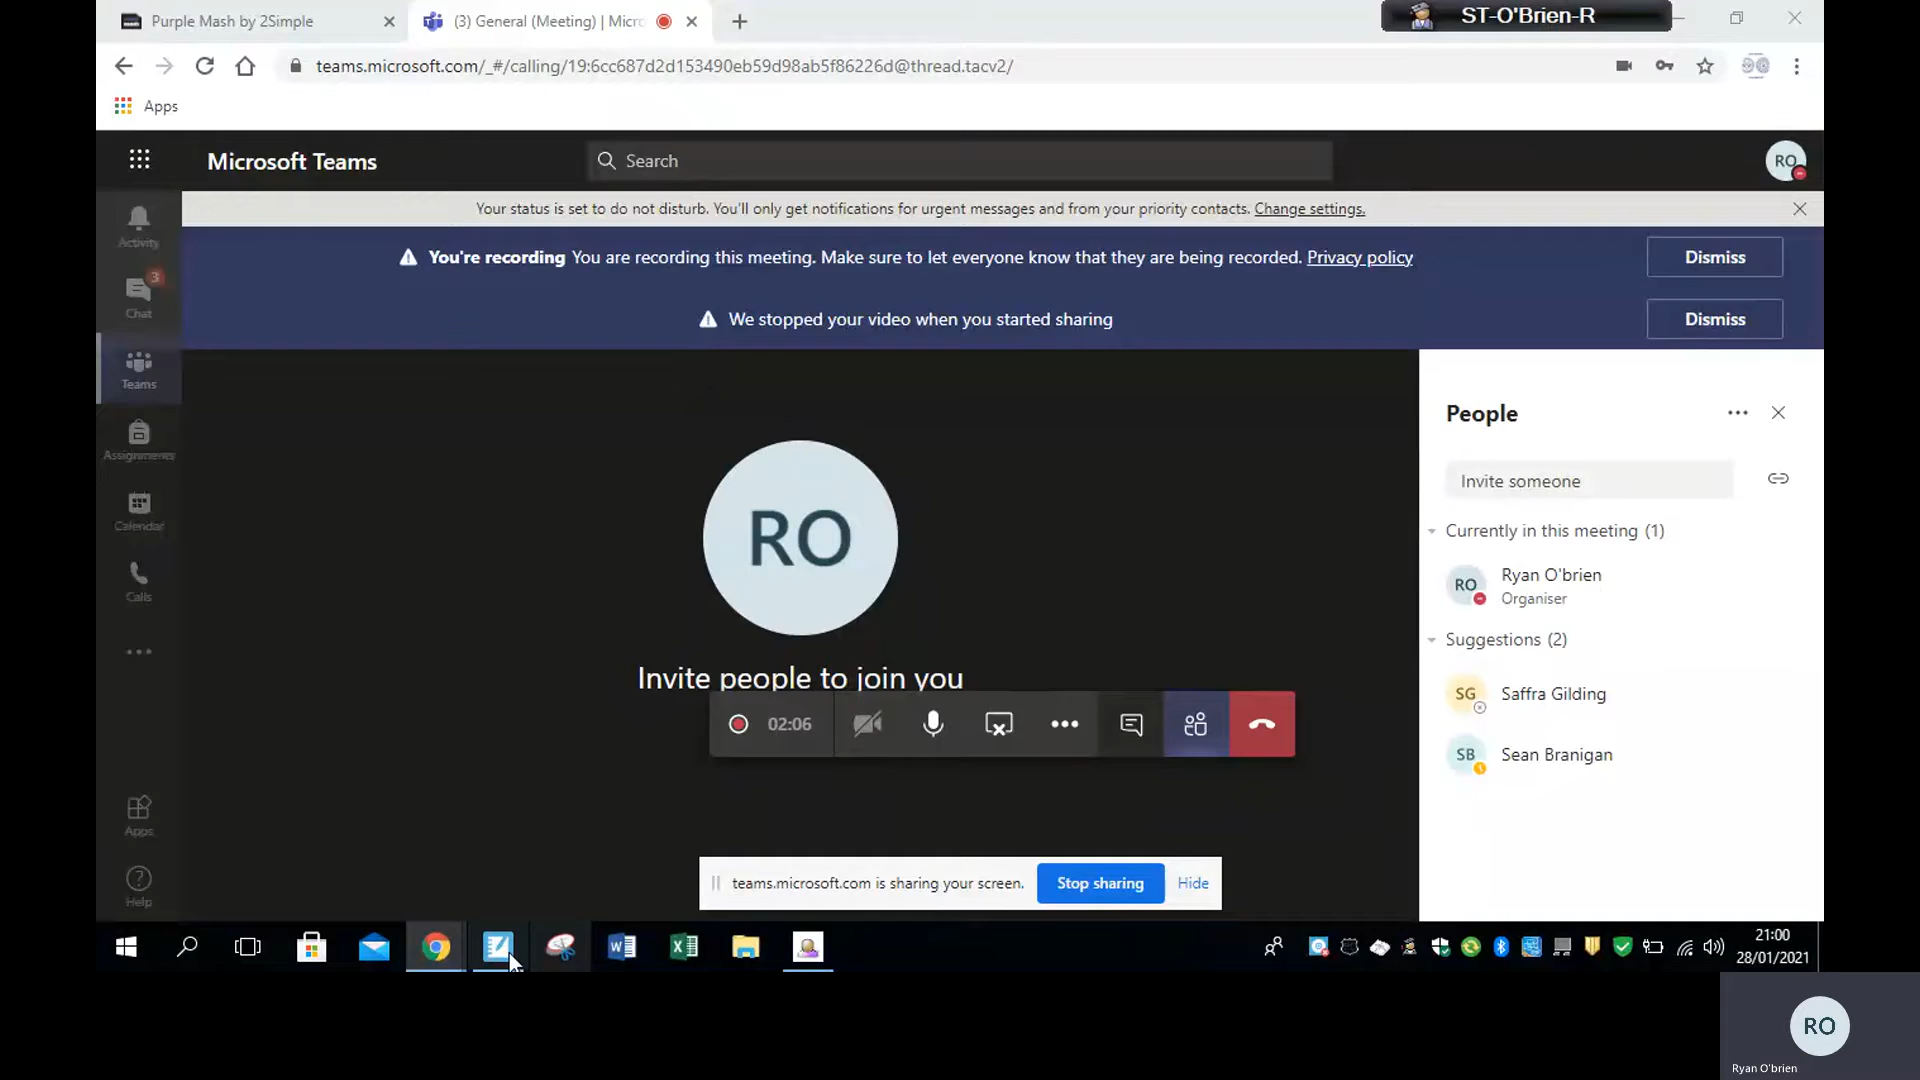 Purple Mash by 2Simple
(3) General (Meeting) | Micro
ST-O'Brien-R
teams.microsoft.com/_#/calling/19:6cc687d2d153490eb59d98ab5f86226d@thread.tacv2/
Apps
Microsoft Teams
Search
RO
Your status is set to do not disturb. You'll only get notifications for urgent messages and from your priority contacts. Change settings.
You're recording You are recording this meeting. Make sure to let everyone know that they are being recorded. Privacy policy
Dismiss
We stopped your video when you started sharing
Dismiss
Activity
3
Chat
Teams
Assignments
Calendar
Calls
Apps
Help
RO
Invite people to join you
02:06
People
Invite someone
Currently in this meeting (1)
RO
Ryan O'brien
Organiser
Suggestions (2)
SG
Saffra Gilding
SB
Sean Branigan
teams.microsoft.com is sharing your screen.
Stop sharing
Hide
21:00
28/01/2021
RO
Ryan O'brien